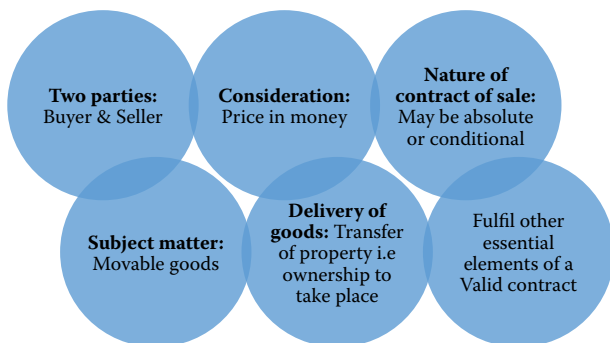 Two parties:
Buyer & Seller
Consideration:
Price in money
Nature of
contract of sale:
May be absolute
or conditional
Subject matter:
Movable goods
Delivery of
goods: Transfer
of property i.e
ownership to
take place
Fulfil other
essential
elements of a
Valid contract